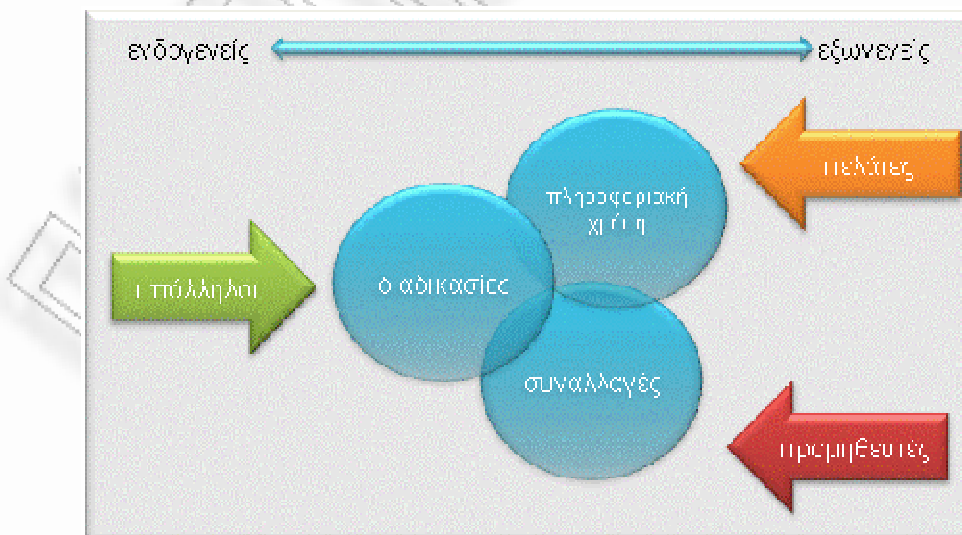 ενδογενείς
εξωγενείς
πελάτες
πληροφοριακή
χρήση
υπάλληλοι
διαδικασίες
συναλλαγές
προμηθευτές